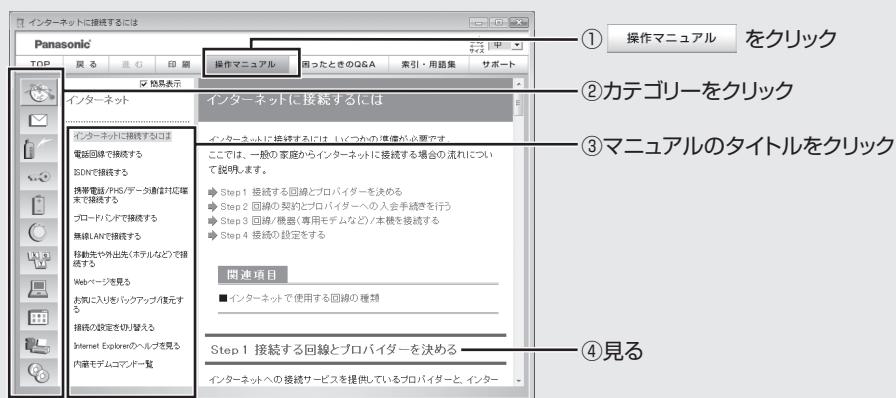 インターネットに接続するには
Panasonic
文字サイズ 中
TOP 戻る 進む 印刷 操作マニュアル 困ったときのQ&A 索引・用語集 サポート
簡易表示
インターネット
インターネットに接続するには
電話回線で接続する
ISDNで接続する
携帯電話/PHS/データ通信対応端
末で接続する
ブロードバンドで接続する
無線LANで接続する
移動先や外出先(ホテルなど)で接
続する
Webページを見る
お気に入りをバックアップ/復元す
る
接続の設定を切り替える
Internet Explorerのヘルプを見る
内蔵モデムコマンド一覧
インターネットに接続するには
インターネットに接続するには、いくつかの準備が必要です。
ここでは、一般の家庭からインターネットに接続する場合の流れについ
て説明します。
Step 1 接続する回線とプロバイダーを決める
Step 2 回線の契約とプロバイダーへの入会手続きを行う
Step 3 回線/機器(専用モデムなど)/本機を接続する
Step 4 接続の設定をする
関連項目
■インターネットで使用する回線の種類
Step 1 接続する回線とプロバイダーを決める
インターネットへの接続サービスを提供しているプロバイダーと、インター
① 操作マニュアル をクリック
②カテゴリーをクリック
③マニュアルのタイトルをクリック
④見る